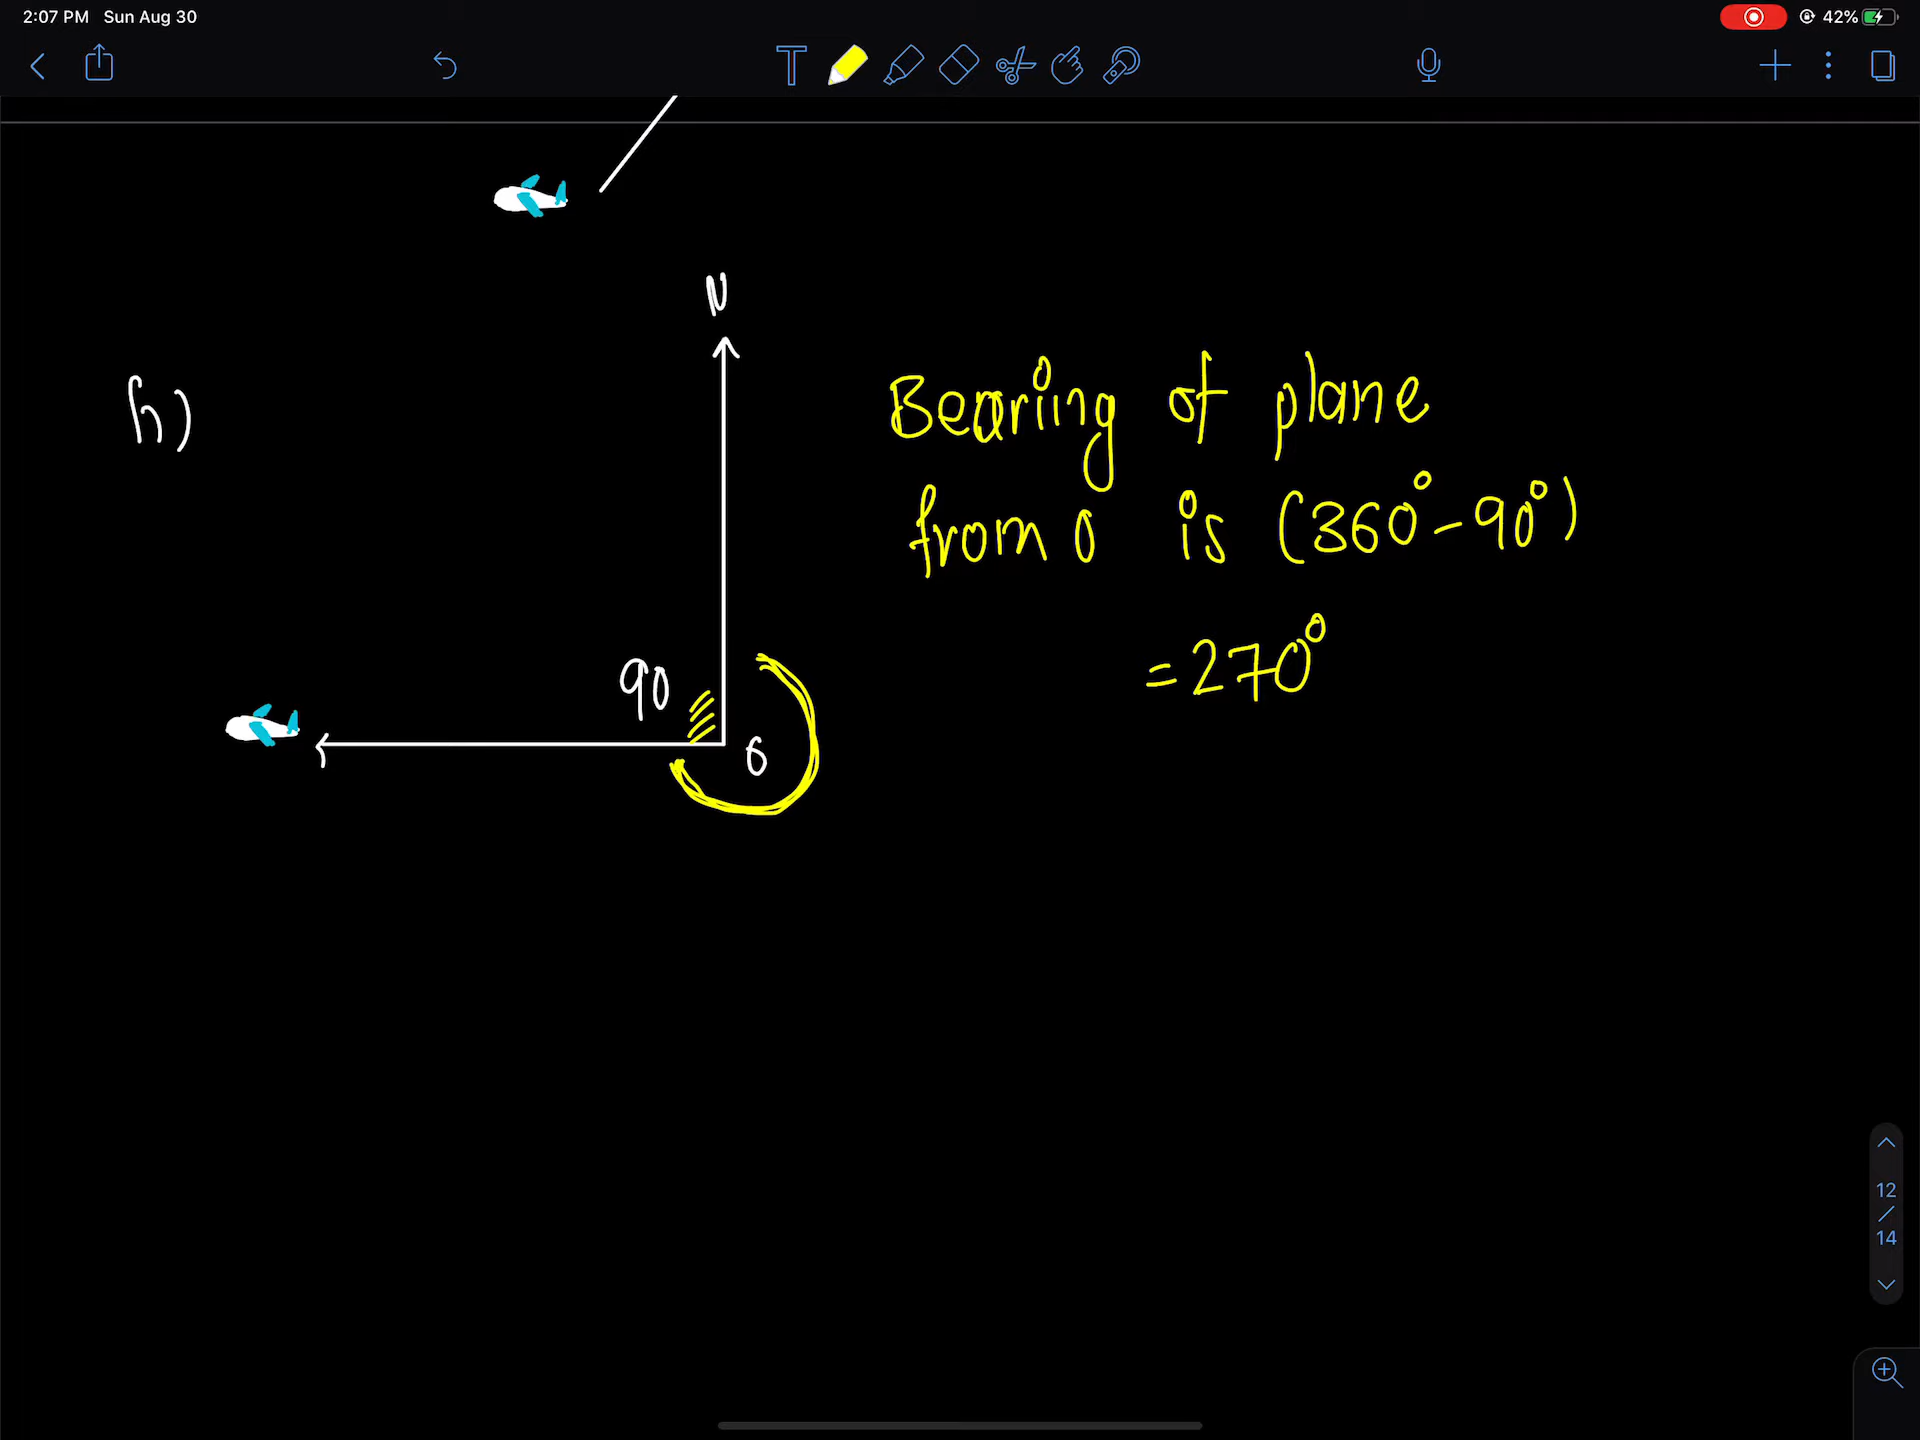 2:07 PM Sun Aug 30
42%
T
N
h)
Bearing of plane
from O is (360° - 90°)
= 270°
90
O
12
/
14